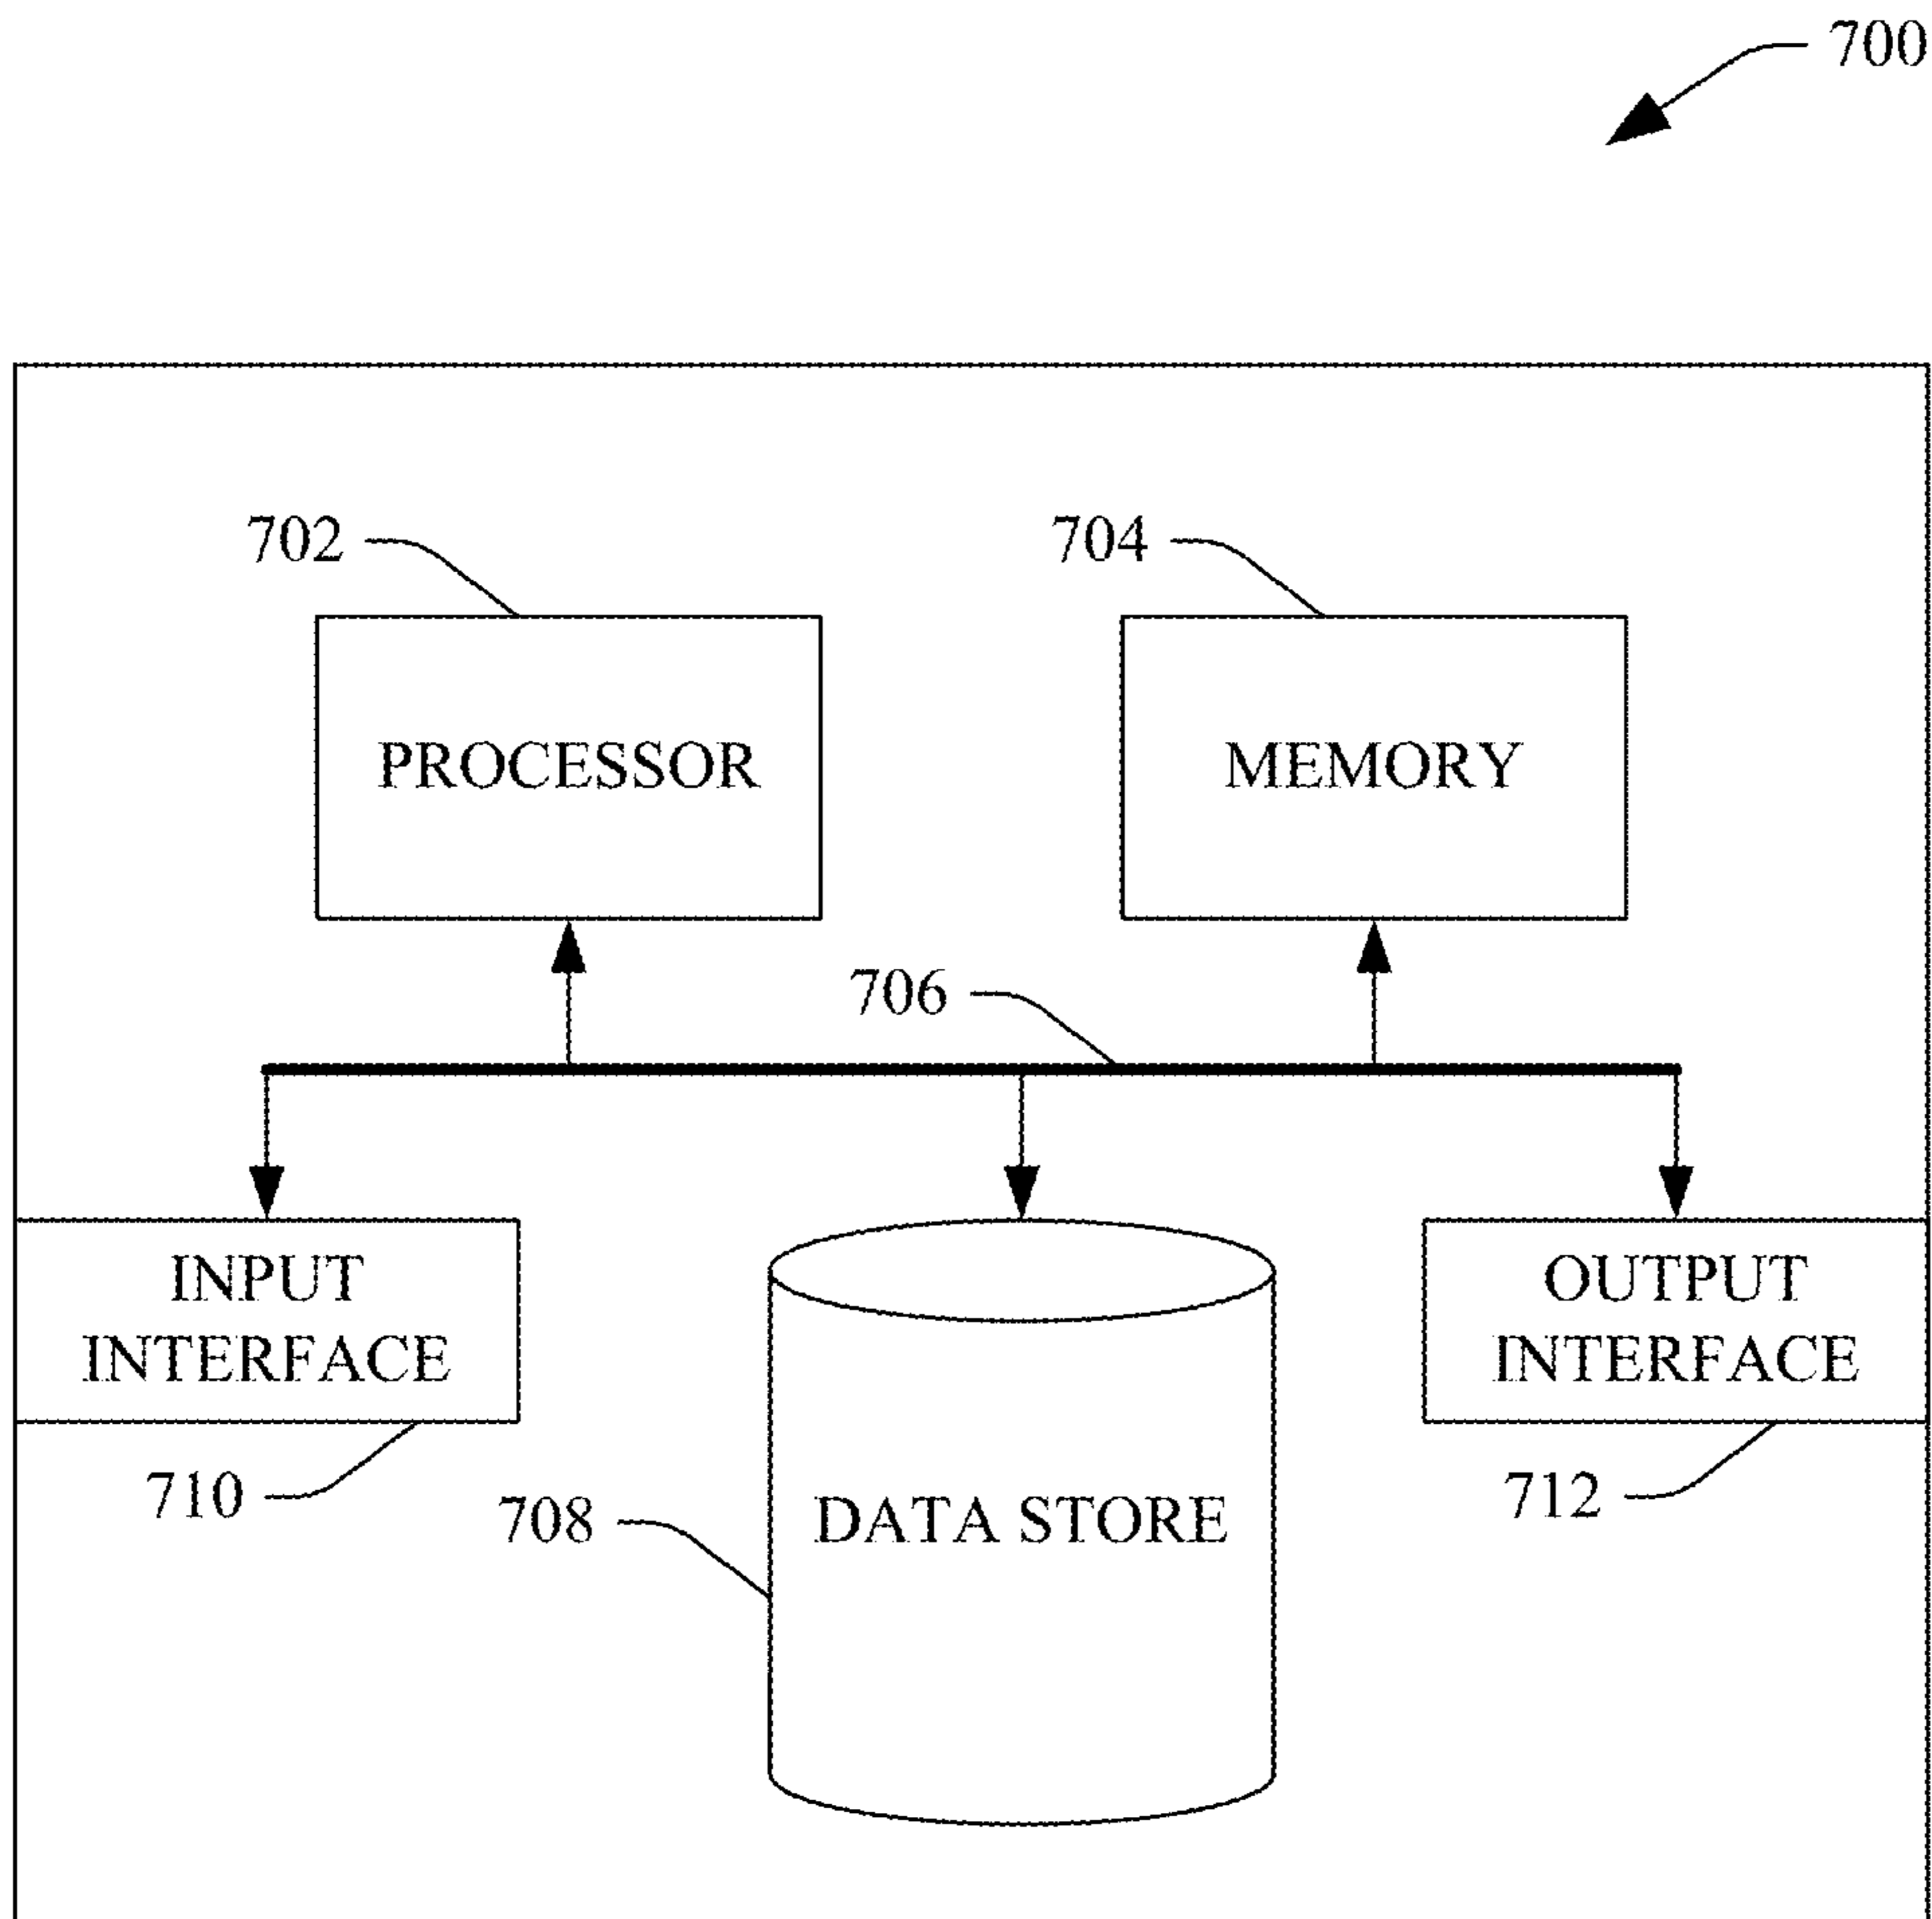 700
702
704
PROCESSOR
MEMORY
706
INPUT
INTERFACE
OUTPUT
INTERFACE
710
708
DATA STORE
712